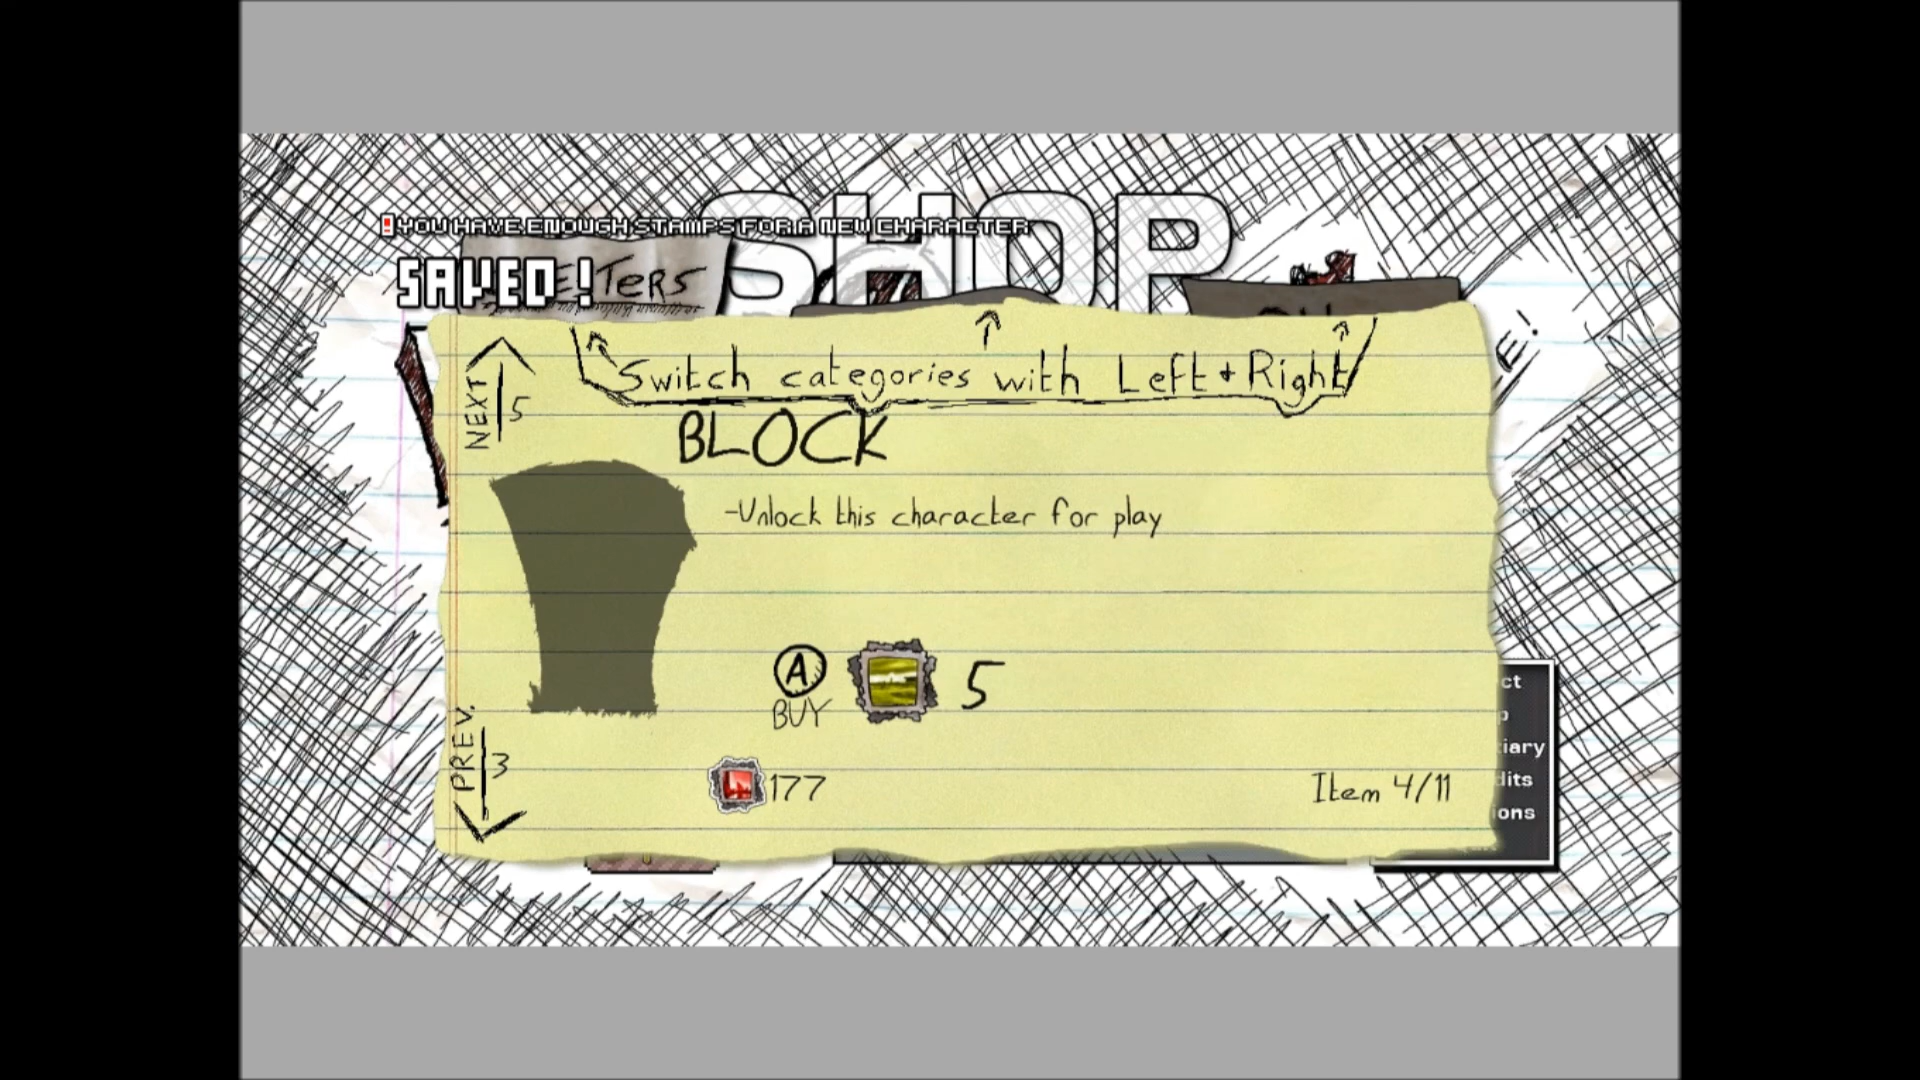 SHOP
!YOU HAVE ENOUGH STAMPS FOR A NEW CHARACTER
SAVED!
Switch categories with Left + Right
NEXT 5
BLOCK
-Unlock this character for play
A 5
BUY
PREV. 3
177
Item 4/11